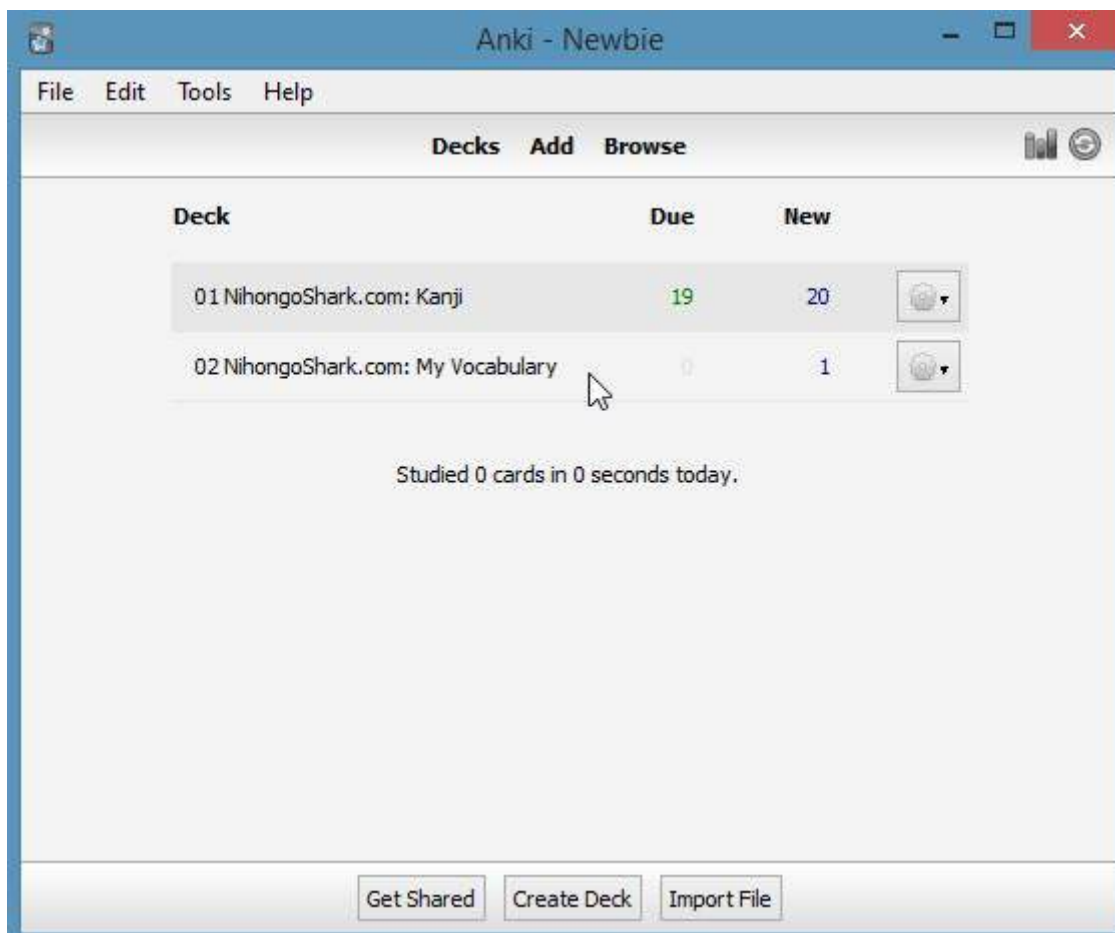 Anki - Newbie
File Edit Tools Help
Decks Add Browse
Deck Due New
01 NihongoShark.com: Kanji 19 20
02 NihongoShark.com: My Vocabulary 0 1
Studied 0 cards in 0 seconds today.
Get Shared Create Deck Import File